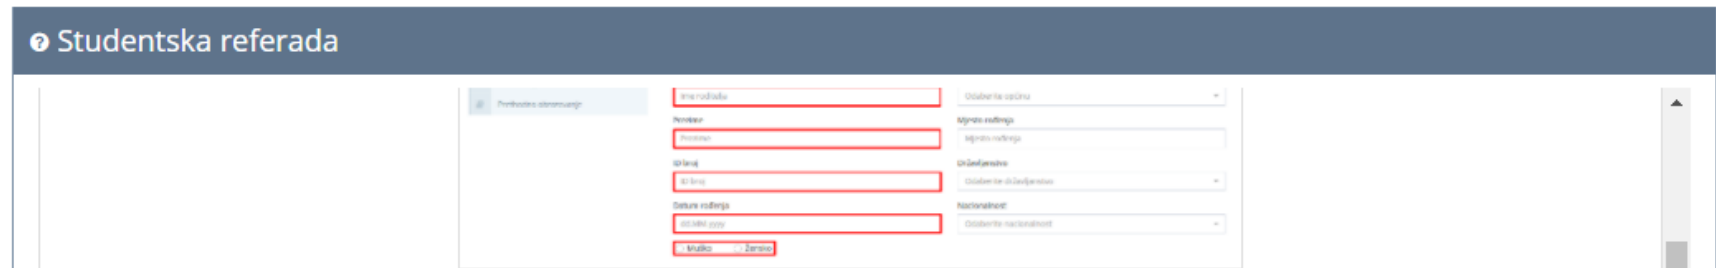 Studentska referada
Prethodno obrazovanje
Ime roditelja
Prezime
Prezime
ID broj
ID broj
Datum rođenja
dd.MM.yyyy
Muško
Žensko
Odaberite općinu
Mjesto rođenja
Mjesto rođenja
Državljanstvo
Odaberite državljanstvo
Nacionalnost
Odaberite nacionalnost